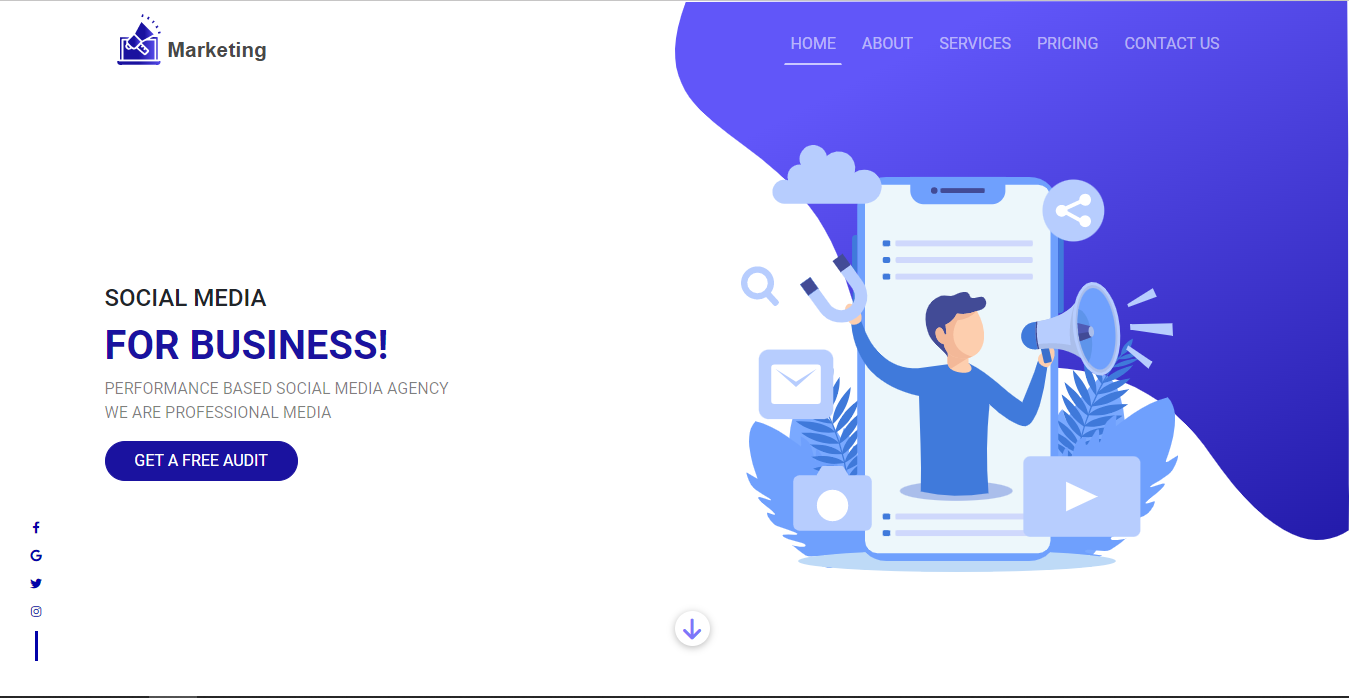 Marketing
HOME ABOUT SERVICES PRICING CONTACT US
SOCIAL MEDIA
FOR BUSINESS!
PERFORMANCE BASED SOCIAL MEDIA AGENCY
WE ARE PROFESSIONAL MEDIA
GET A FREE AUDIT